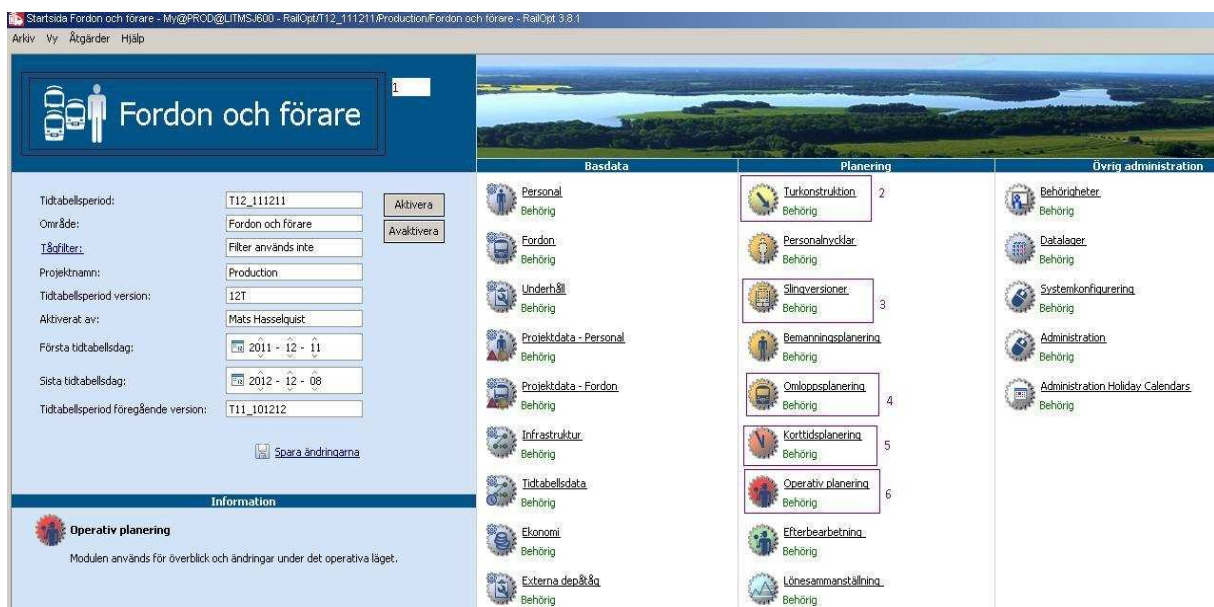 Startsida Fordon och förare - My@PROD@LITMSJ600 - RailOpt/T12_111211/Production/Fordon och förare - RailOpt 3.8.1
Arkiv Vy Åtgärder Hjälp
Fordon och förare
1
Tidtabellsperiod: T12_111211
Aktivera
Område: Fordon och förare
Avaktivera
Tågfilter: Filter används inte
Projektnamn: Production
Tidtabellsperiod version: 12T
Aktiverat av: Mats Hasselquist
Första tidtabellsdag: 2011 - 12 - 11
Sista tidtabellsdag: 2012 - 12 - 08
Tidtabellsperiod föregående version: T11_101212
Spara ändringarna
Information
Operativ planering
Modulen används för överblick och ändringar under det operativa läget.
Basdata
Personal
Behörig
Fordon
Behörig
Underhåll
Behörig
Projektdata - Personal
Behörig
Projektdata - Fordon
Behörig
Infrastruktur
Behörig
Tidtabellsdata
Behörig
Ekonomi
Behörig
Externa depåtåg
Behörig
Planering
Turkonstruktion
Behörig
2
Personalnycklar
Behörig
Slingversioner
Behörig
3
Bemanningsplanering
Behörig
Omloppsplanering
Behörig
4
Korttidsplanering
Behörig
5
Operativ planering
Behörig
6
Efterbearbetning
Behörig
Lönesammanställning
Behörig
Övrig administration
Behörigheter
Behörig
Datalager
Behörig
Systemkonfigurering
Behörig
Administration
Behörig
Administration Holiday Calendars
Behörig